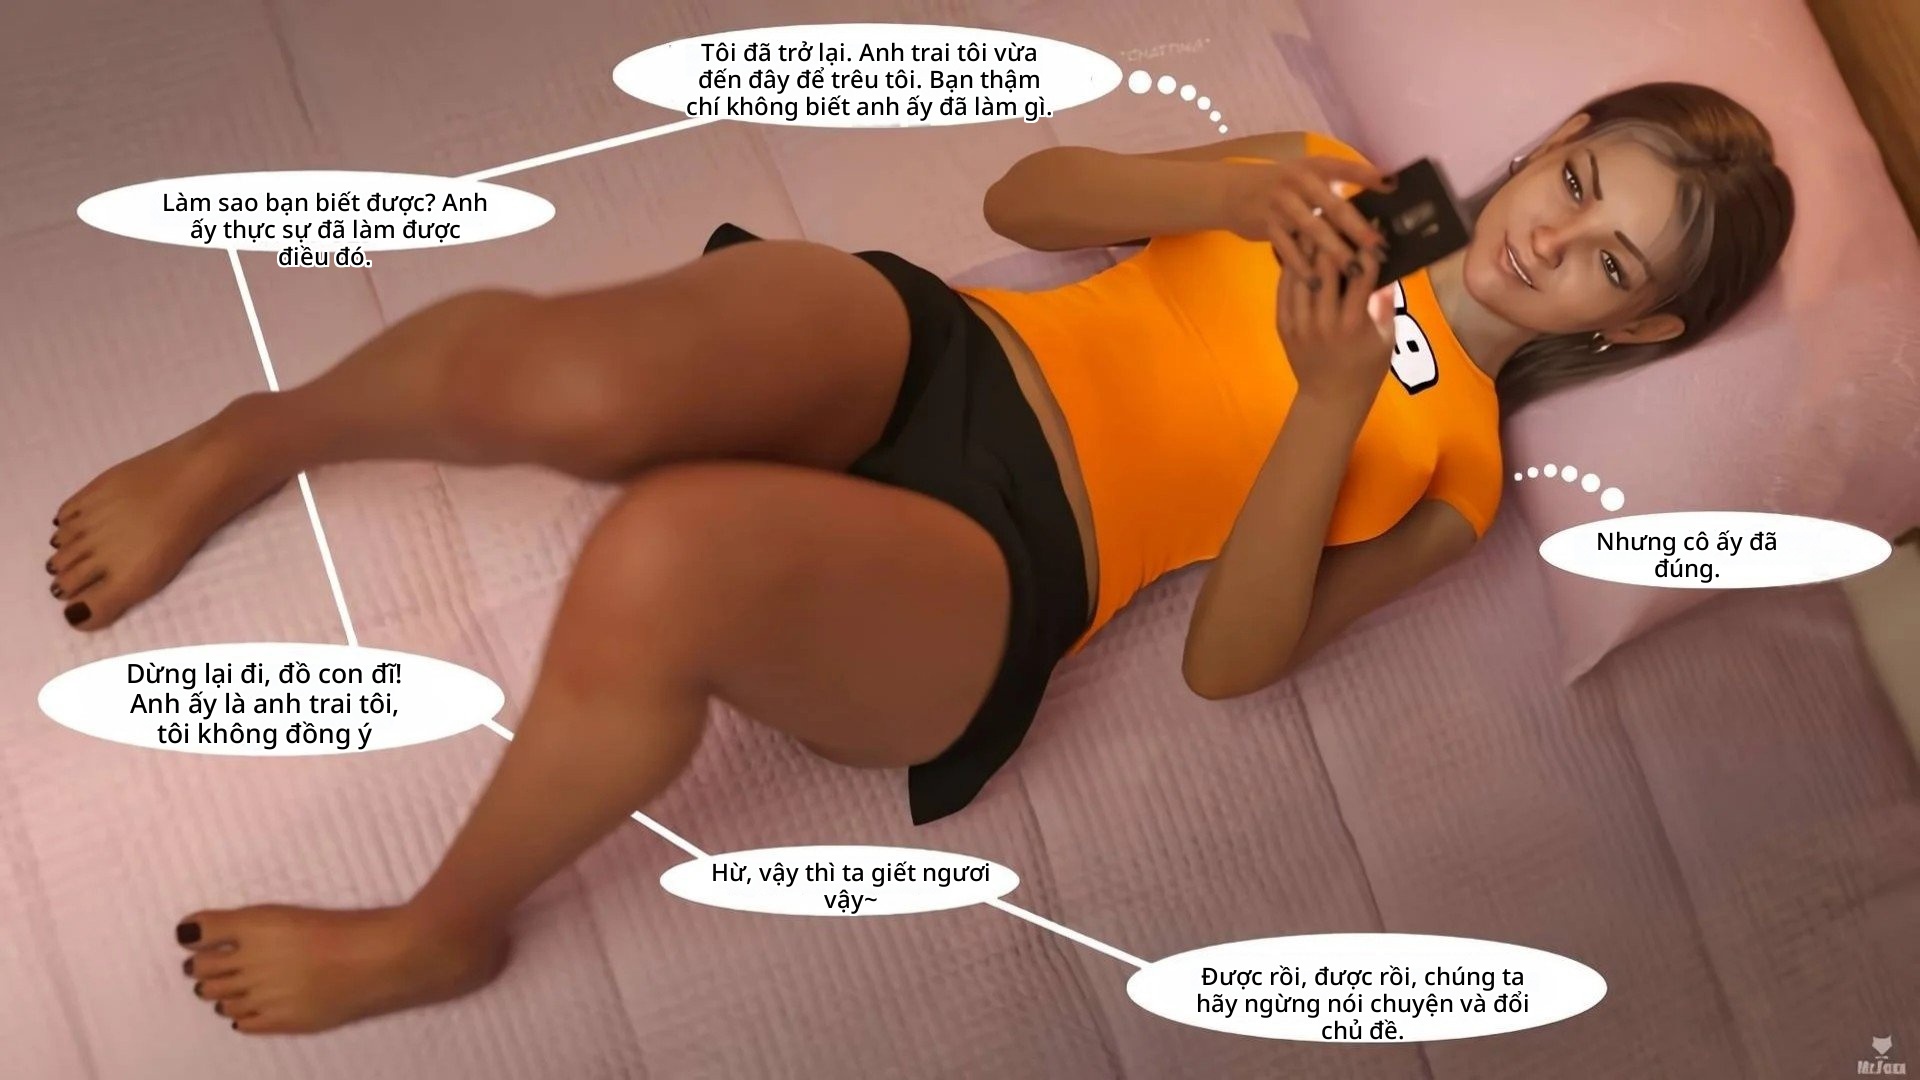 Tôi đã trở lại. Anh trai tôi vừa
đến đây để trêu tôi. Bạn thậm
chí không biết anh ấy đã làm gì.
*CHATTING*
Làm sao bạn biết được? Anh
ấy thực sự đã làm được
điều đó.
Nhưng cô ấy đã
đúng.
Dừng lại đi, đồ con đĩ!
Anh ấy là anh trai tôi,
tôi không đồng ý
Hừ, vậy thì ta giết ngươi
vậy~
Được rồi, được rồi, chúng ta
hãy ngừng nói chuyện và đổi
chủ đề.